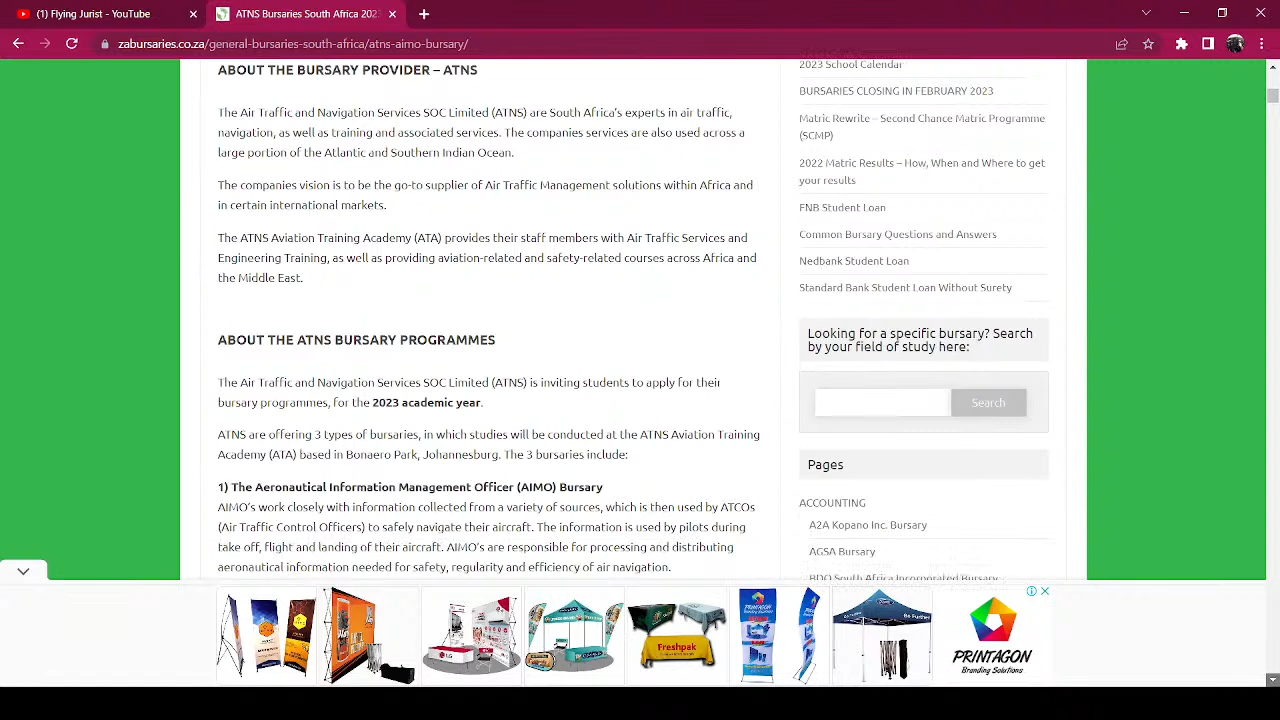 (1) Flying Jurist - YouTube
ATNS Bursaries South Africa 2023
zabursaries.co.za/general-bursaries-south-africa/atns-aimo-bursary/
ABOUT THE BURSARY PROVIDER – ATNS
The Air Traffic and Navigation Services SOC Limited (ATNS) are South Africa's experts in air traffic,
navigation, as well as training and associated services. The companies services are also used across a
large portion of the Atlantic and Southern Indian Ocean.
The companies vision is to be the go-to supplier of Air Traffic Management solutions within Africa and
in certain international markets.
The ATNS Aviation Training Academy (ATA) provides their staff members with Air Traffic Services and
Engineering Training, as well as providing aviation-related and safety-related courses across Africa and
the Middle East.
ABOUT THE ATNS BURSARY PROGRAMMES
The Air Traffic and Navigation Services SOC Limited (ATNS) is inviting students to apply for their
bursary programmes, for the 2023 academic year.
ATNS are offering 3 types of bursaries, in which studies will be conducted at the ATNS Aviation Training
Academy (ATA) based in Bonaero Park, Johannesburg. The 3 bursaries include:
1) The Aeronautical Information Management Officer (AIMO) Bursary
AIMO's work closely with information collected from a variety of sources, which is then used by ATCOs
(Air Traffic Control Officers) to safely navigate their aircraft. The information is used by pilots during
take off, flight and landing of their aircraft. AIMO's are responsible for processing and distributing
aeronautical information needed for safety, regularity and efficiency of air navigation.
2023 School Calendar
BURSARIES CLOSING IN FEBRUARY 2023
Matric Rewrite – Second Chance Matric Programme
(SCMP)
2022 Matric Results – How, When and Where to get
your results
FNB Student Loan
Common Bursary Questions and Answers
Nedbank Student Loan
Standard Bank Student Loan Without Surety
Looking for a specific bursary? Search
by your field of study here:
Search
Pages
ACCOUNTING
A2A Kopano Inc. Bursary
AGSA Bursary
BDO South Africa Incorporated Bursary
LG
Freshpak
PRINTAGON
Ford
Go Further
PRINTAGON
Branding Solutions